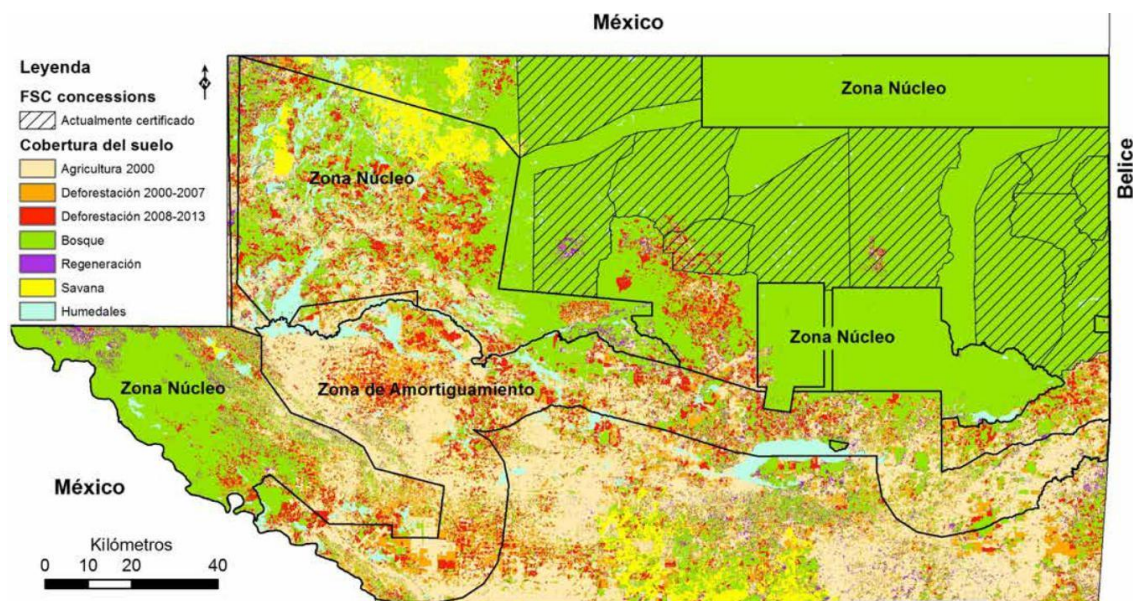 México
Leyenda
N
FSC concessions
Actualmente certificado
Cobertura del suelo
Agricultura 2000
Deforestación 2000-2007
Deforestación 2008-2013
Bosque
Regeneración
Savana
Humedales
Zona Núcleo
Zona Núcleo
Belice
Zona Núcleo
Zona Núcleo
Zona de Amortiguamiento
México
Kilómetros
0 10 20 40